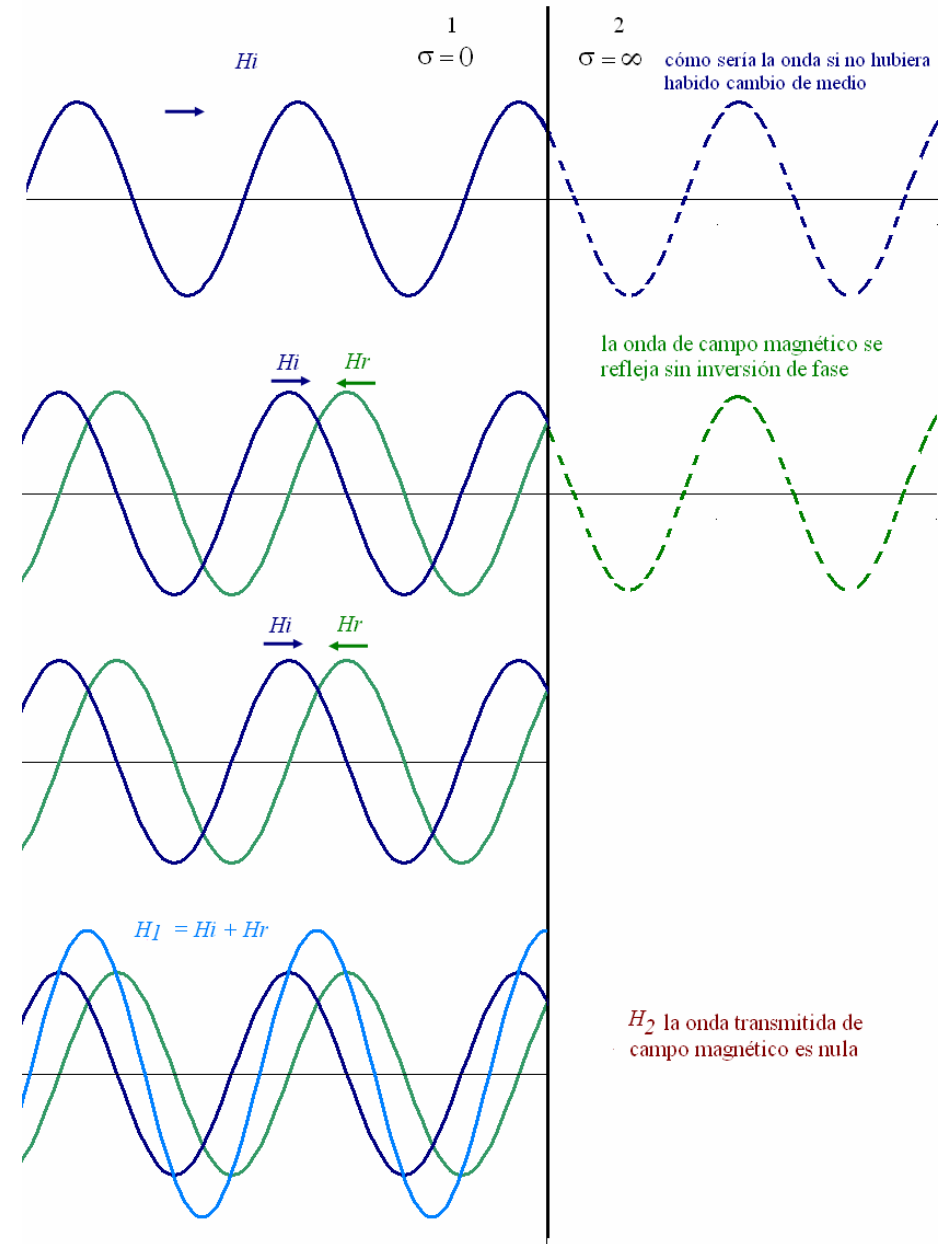 1
2
Hi
σ = 0
σ = ∞
cómo sería la onda si no hubiera
habido cambio de medio
la onda de campo magnético se
refleja sin inversión de fase
Hi
Hr
Hi
Hr
H1 = Hi + Hr
H2 la onda transmitida de
campo magnético es nula